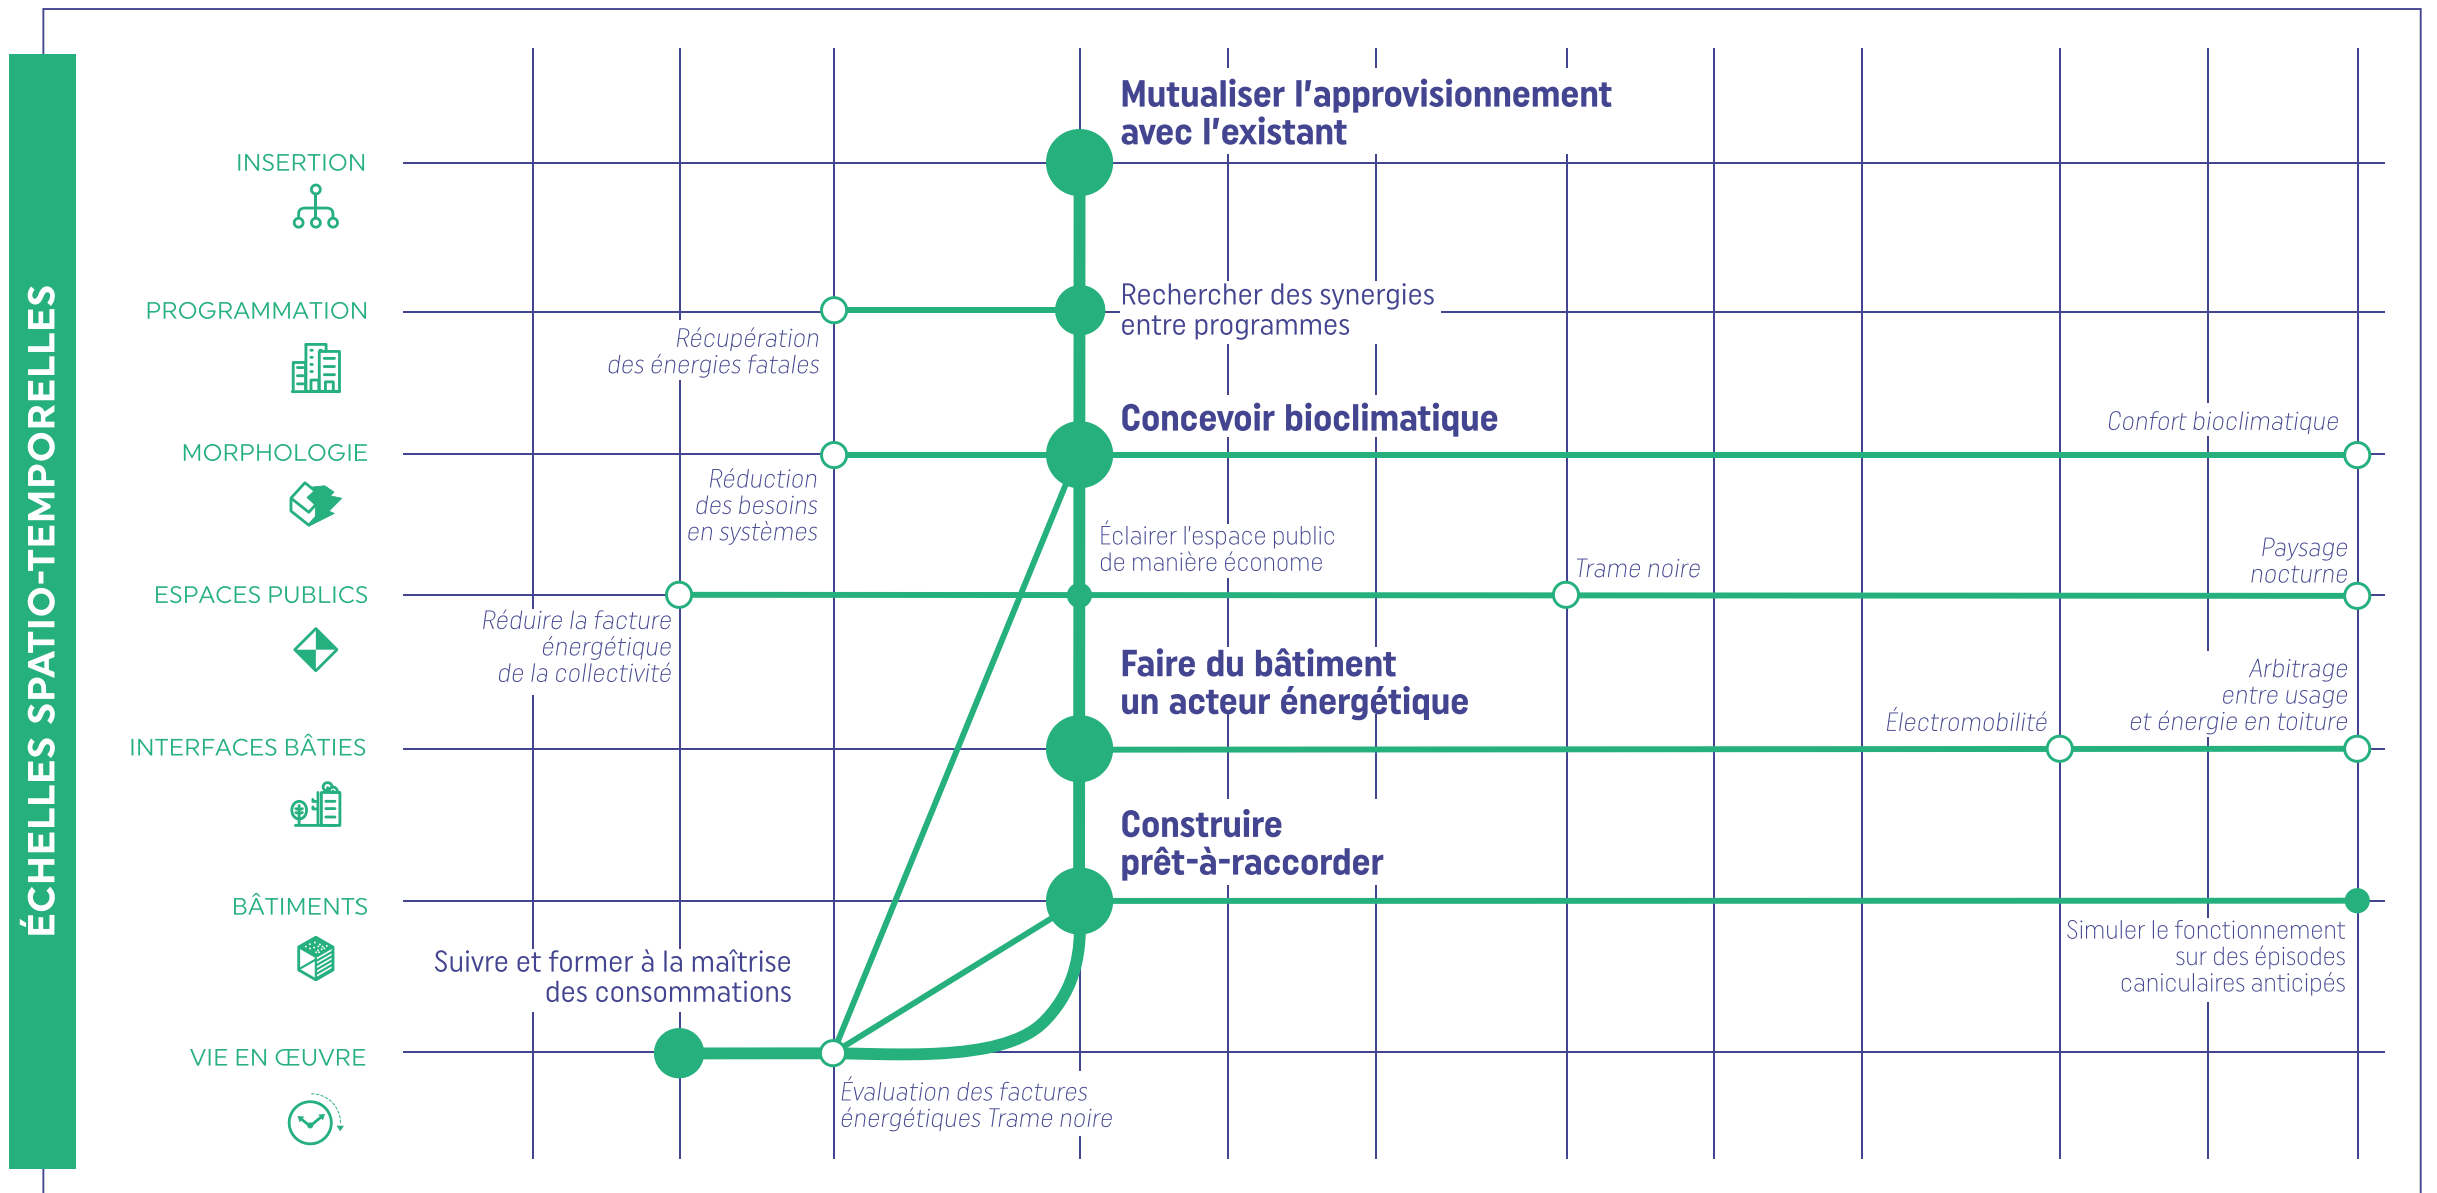 ÉCHELLES SPATIO-TEMPORELLES
Mutualiser l'approvisionnement
avec l'existant
INSERTION
PROGRAMMATION
Rechercher des synergies
entre programmes
Récupération
des énergies fatales
MORPHOLOGIE
Concevoir bioclimatique
Confort bioclimatique
Réduction
des besoins
en systèmes
Éclairer l'espace public
de manière économe
ESPACES PUBLICS
Trame noire
Paysage
nocturne
Réduire la facture
énergétique
de la collectivité
Faire du bâtiment
un acteur énergétique
INTERFACES BÂTIES
Électromobilité
Arbitrage
entre usage
et énergie en toiture
Construire
prêt-à-raccorder
BÂTIMENTS
Simuler le fonctionnement
sur des épisodes
caniculaires anticipés
Suivre et former à la maîtrise
des consommations
VIE EN ŒUVRE
Évaluation des factures
énergétiques Trame noire